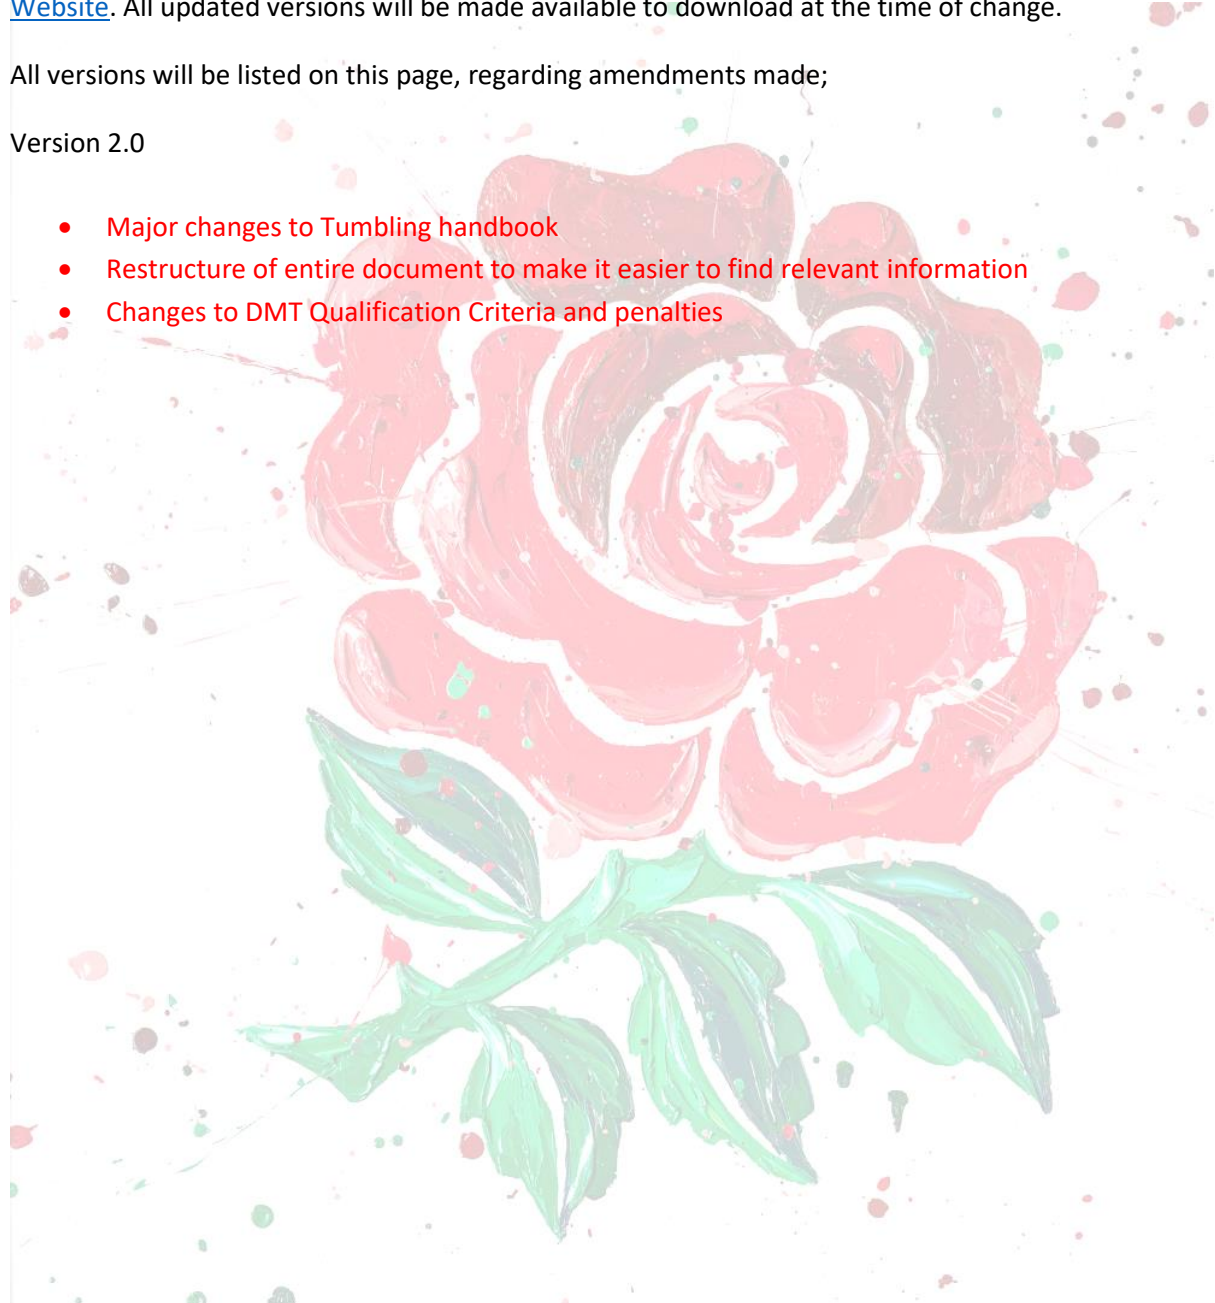 Website. All updated versions will be made available to download at the time of change.
All versions will be listed on this page, regarding amendments made;
Version 2.0
• Major changes to Tumbling handbook
• Restructure of entire document to make it easier to find relevant information
• Changes to DMT Qualification Criteria and penalties